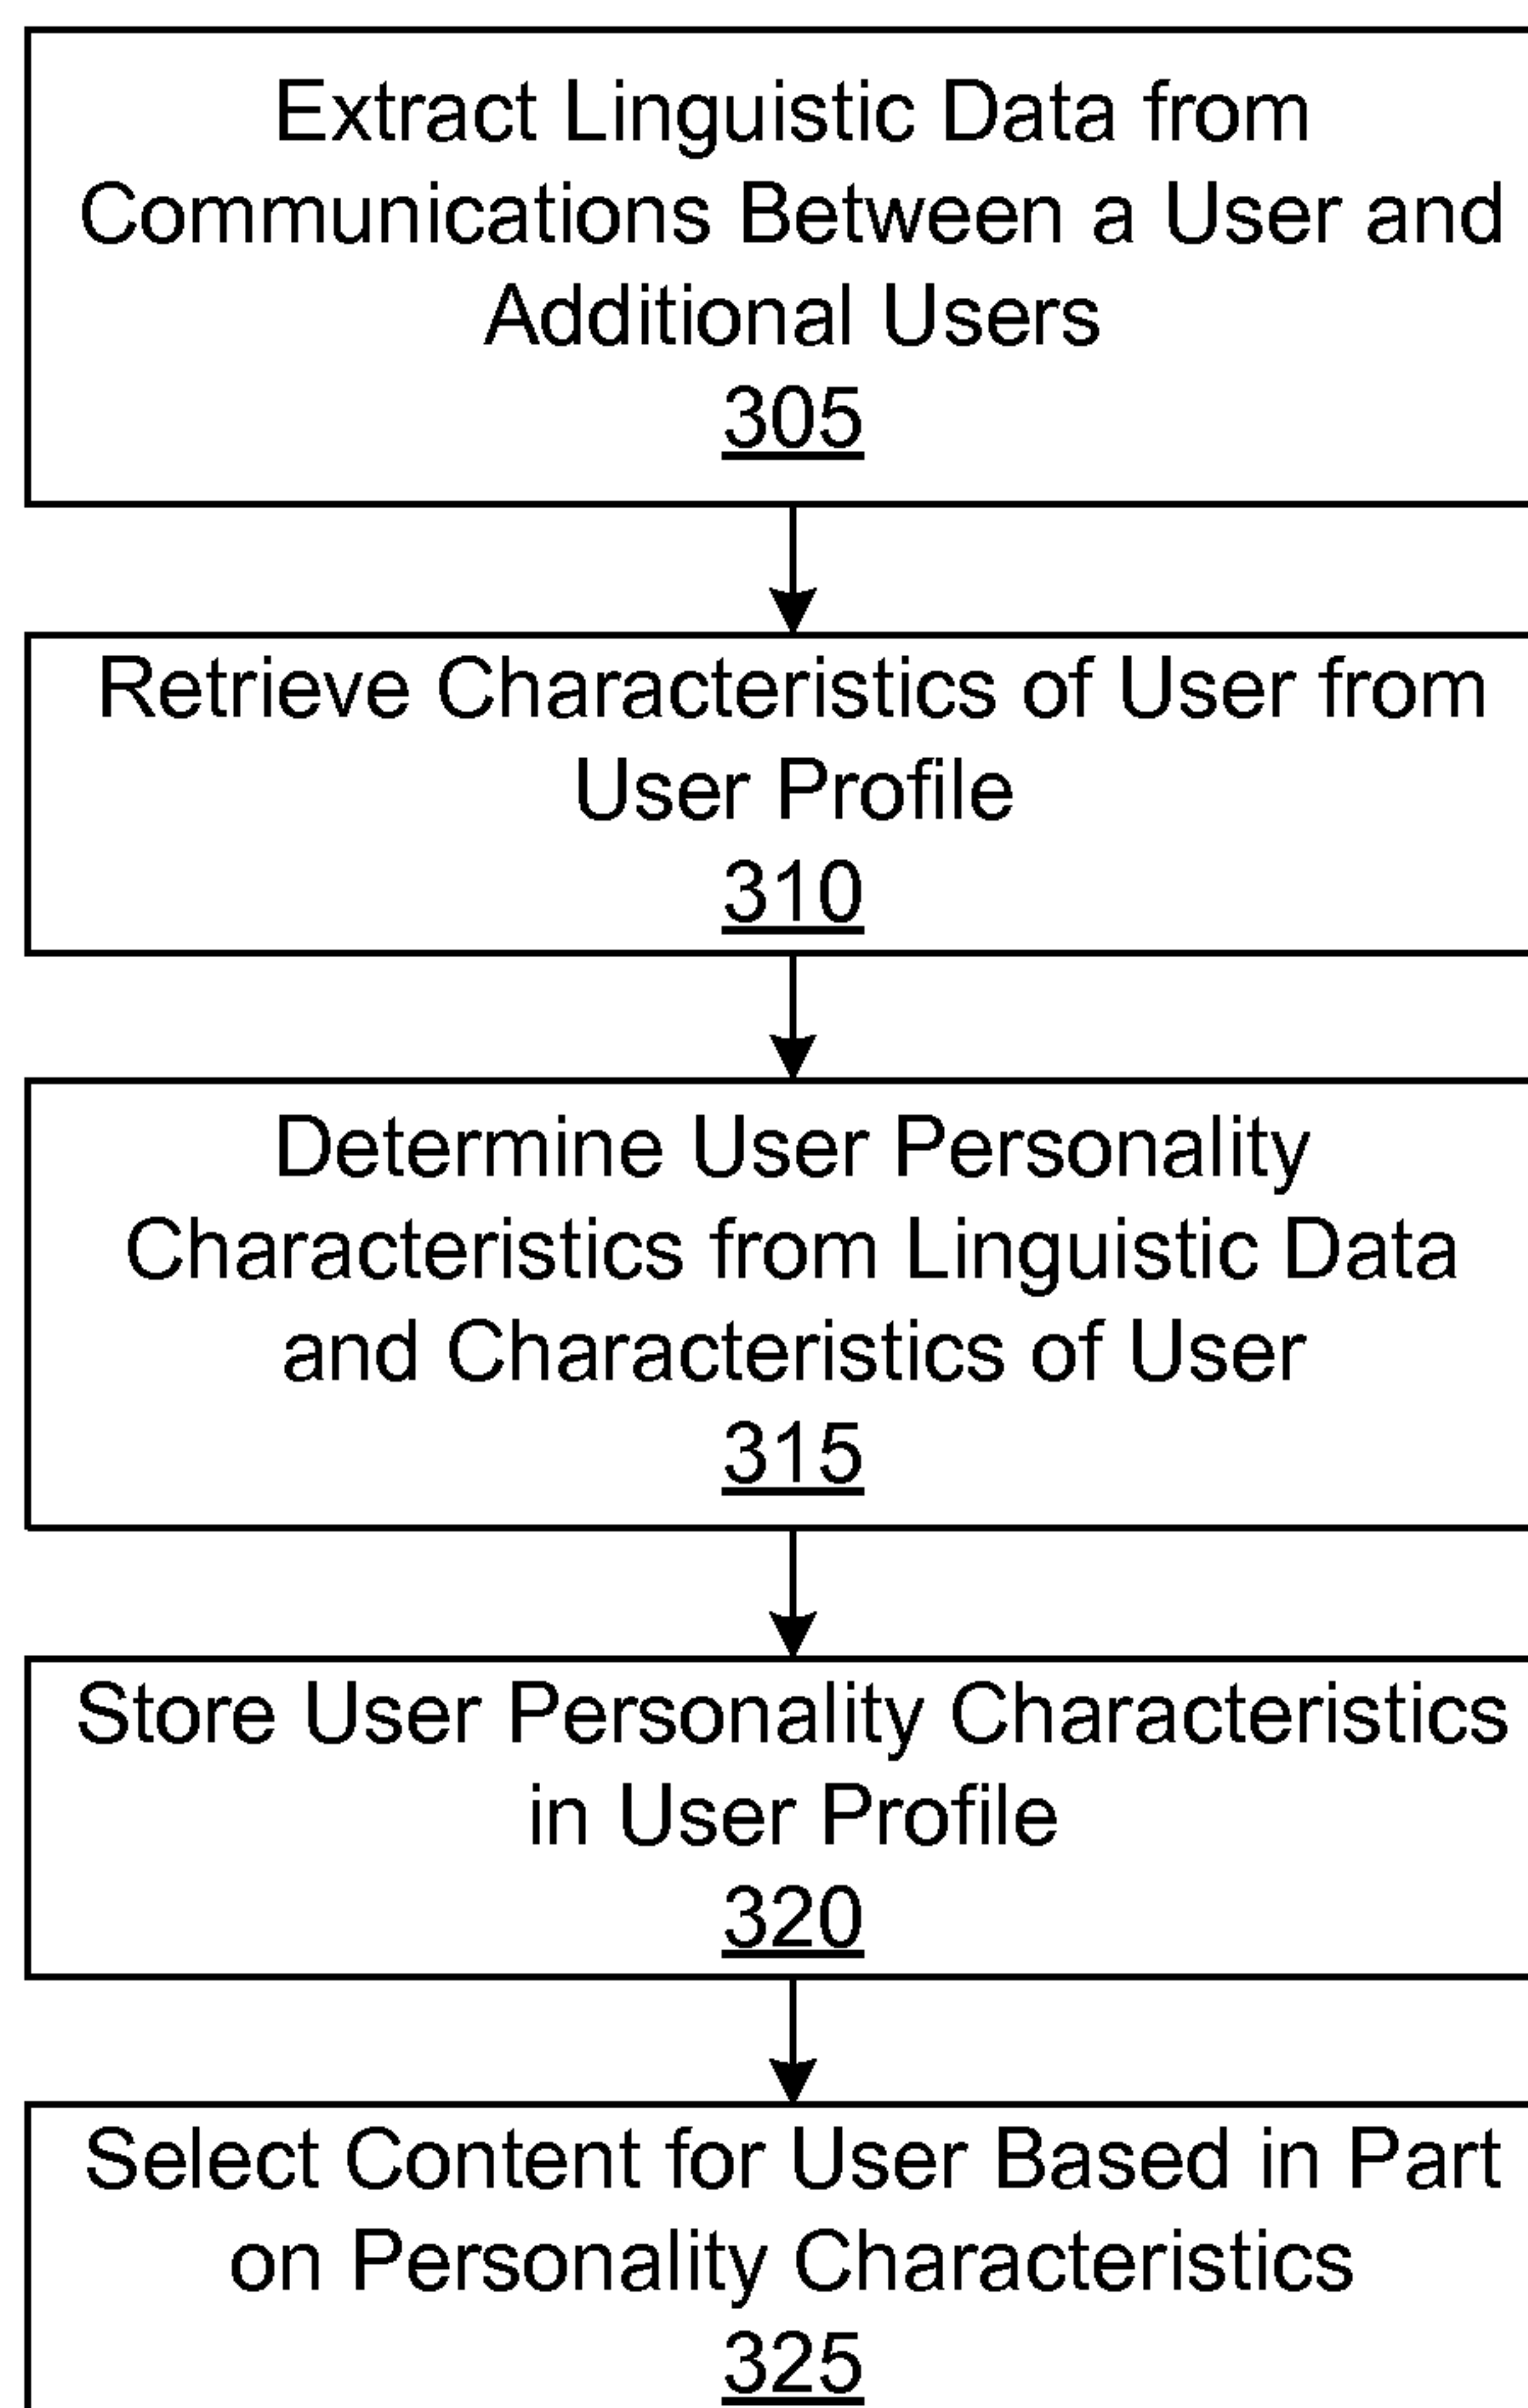 Extract Linguistic Data from
Communications Between a User and
Additional Users
305
Retrieve Characteristics of User from
User Profile
310
Determine User Personality
Characteristics from Linguistic Data
and Characteristics of User
315
Store User Personality Characteristics
in User Profile
320
Select Content for User Based in Part
on Personality Characteristics
325